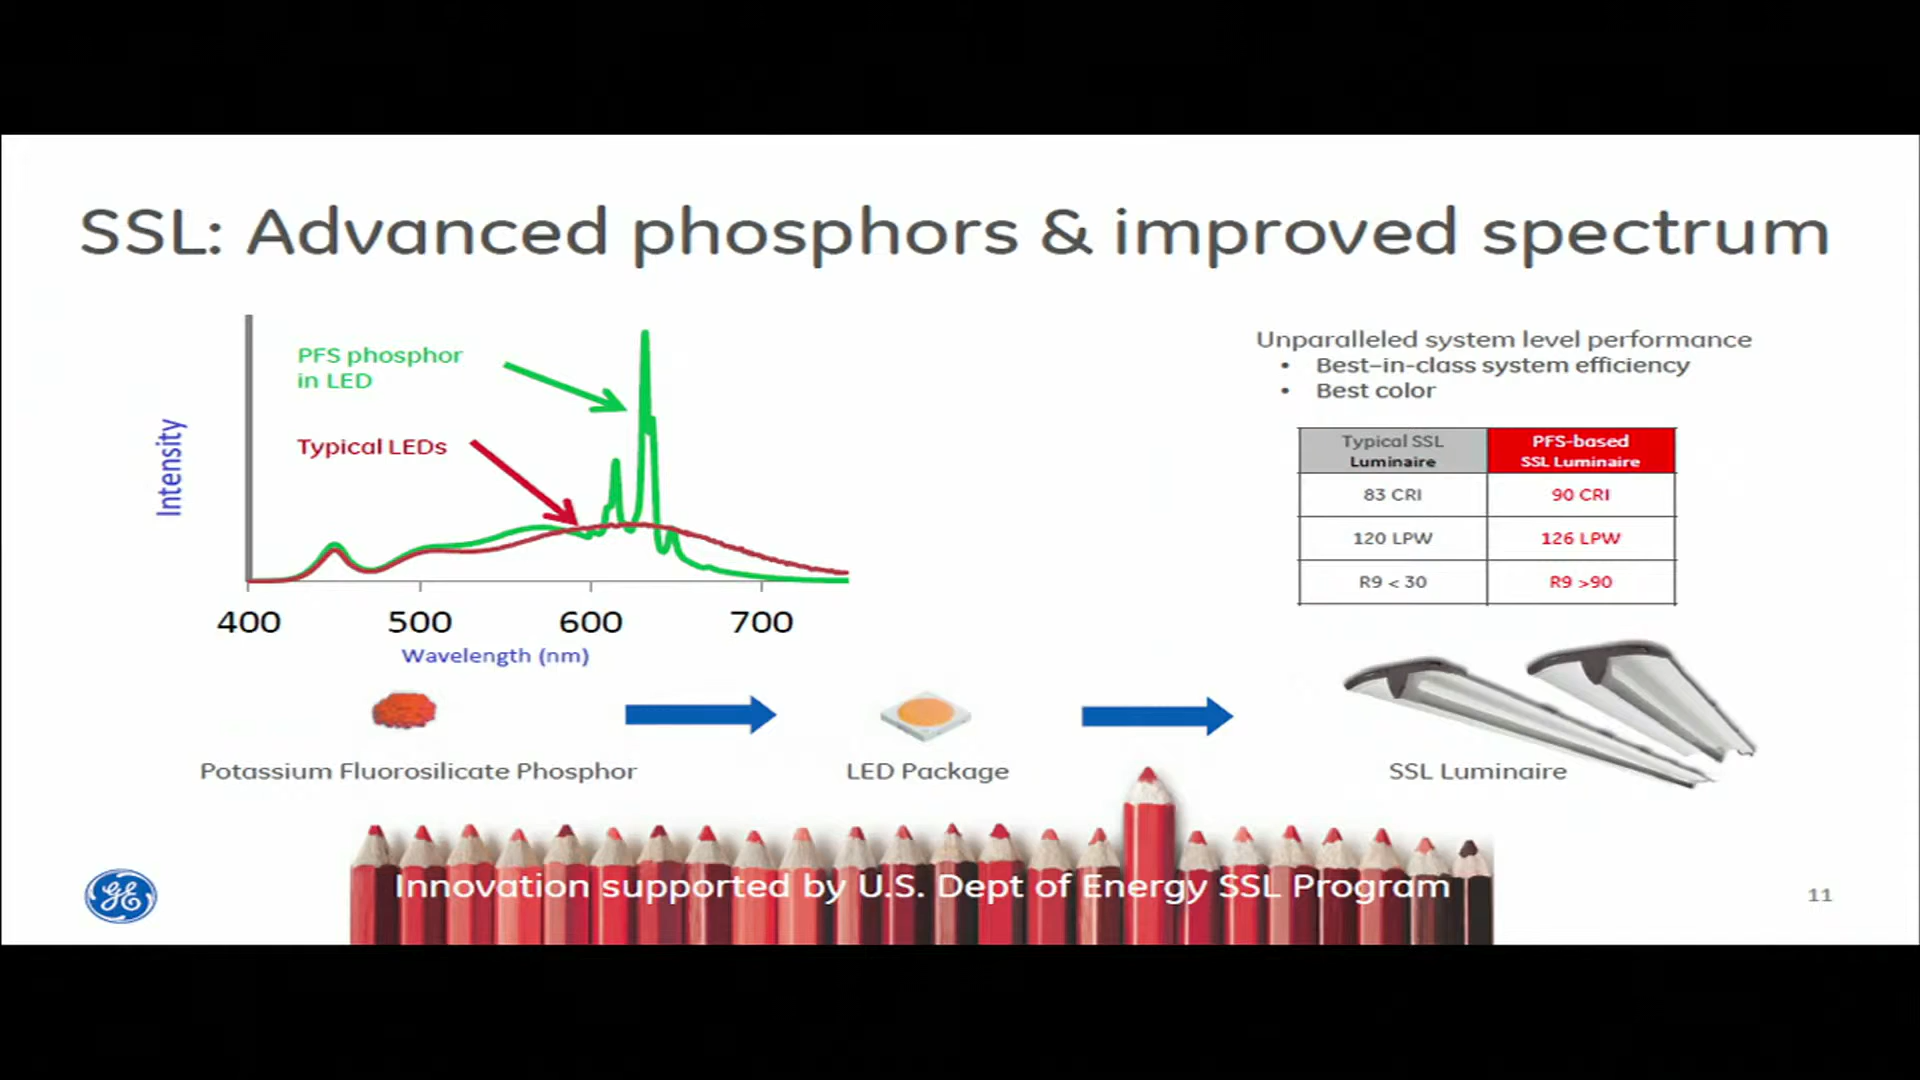 SSL: Advanced phosphors & improved spectrum
PFS phosphor
in LED
Typical LEDs
Intensity
400 500 600 700
Wavelength (nm)
Unparalleled system level performance
• Best–in-class system efficiency
• Best color
Typical SSL Luminaire PFS-based SSL Luminaire
83 CRI 90 CRI
120 LPW 126 LPW
R9 < 30 R9 >90
Potassium Fluorosilicate Phosphor
LED Package
SSL Luminaire
Innovation supported by U.S. Dept of Energy SSL Program
GE
11